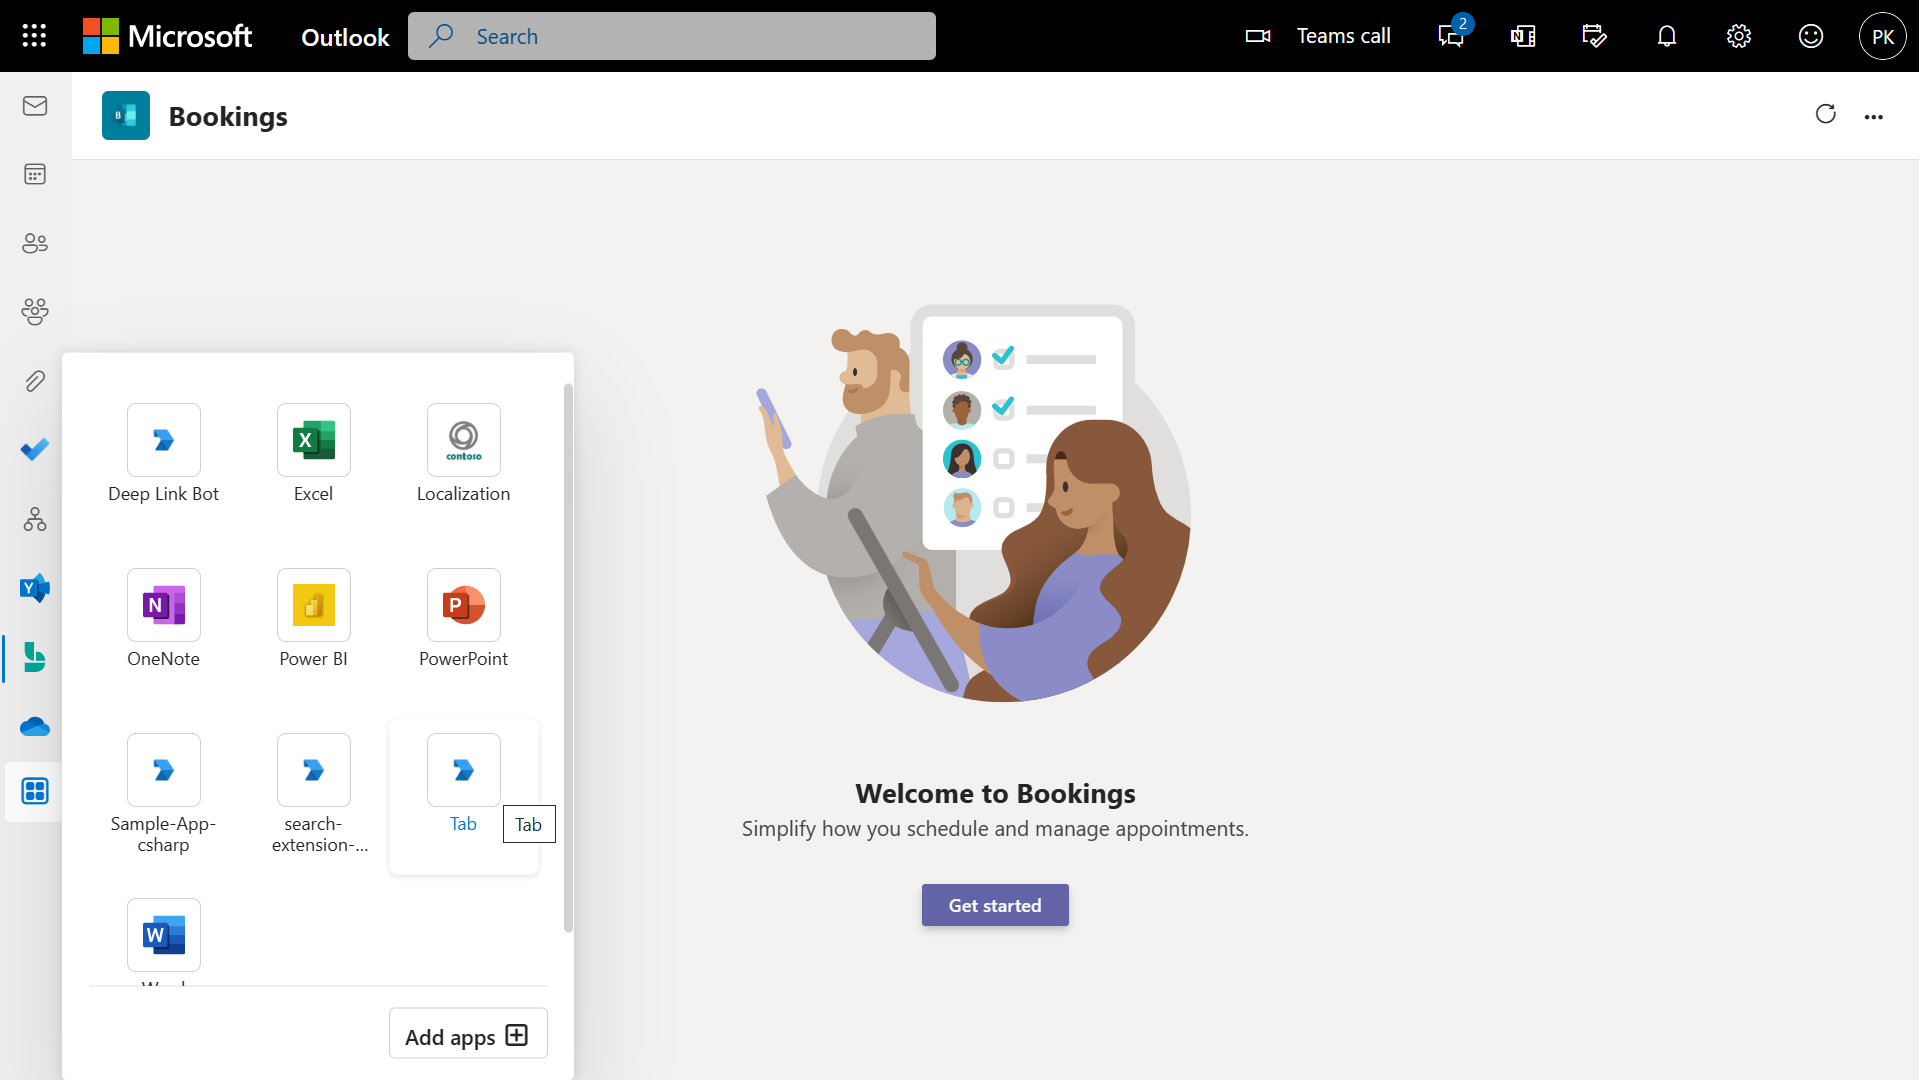 Microsoft Outlook Search Teams call 2 PK
B Bookings
Deep Link Bot Excel Localization
X contoso
N P
OneNote Power BI PowerPoint
Y
Sample-App-csharp search-extension-... Tab
Tab
W
Add apps
Welcome to Bookings
Simplify how you schedule and manage appointments.
Get started